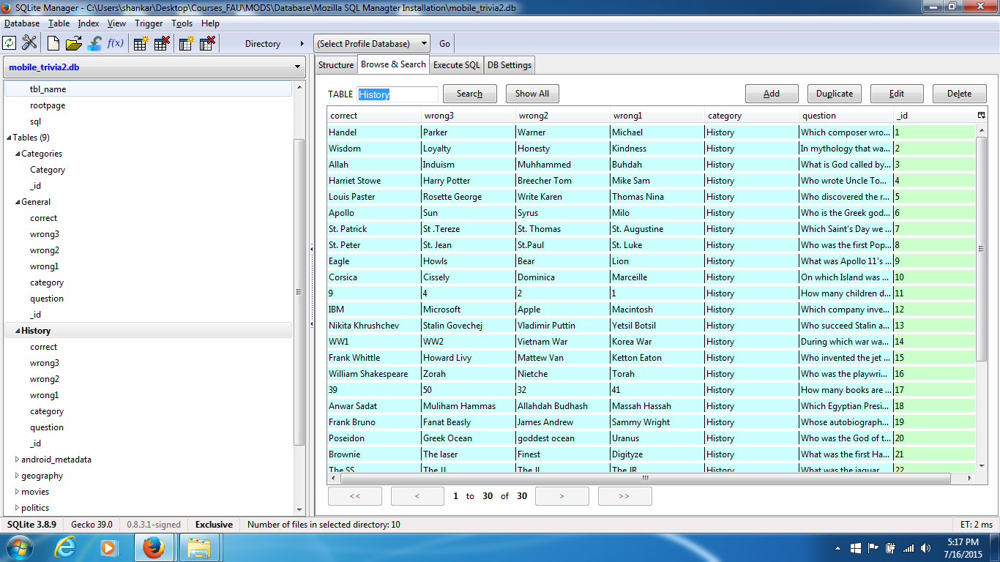 SQLite Manager - C:\Users\shankar\Desktop\Courses_FAU\MODS\Database\Mozilla SQL Managter Installation\mobile_trivia2.db
Database Table Index View Trigger Tools Help
f(x) Directory (Select Profile Database) Go
mobile_trivia2.db
tbl_name
rootpage
sql
Tables (9)
Categories
Category
_id
General
correct
wrong3
wrong2
wrong1
category
question
_id
History
correct
wrong3
wrong2
wrong1
category
question
_id
android_metadata
geography
movies
politics
Structure Browse & Search Execute SQL DB Settings
TABLE History Search Show All Add Duplicate Edit Delete
correct wrong3 wrong2 wrong1 category question _id
Handel Parker Warner Michael History Which composer wro... 1
Wisdom Loyalty Honesty Kindness History In mythology that wa... 2
Allah Induism Muhhammed Buhdah History What is God called by... 3
Harriet Stowe Harry Potter Breecher Tom Mike Sam History Who wrote Uncle To... 4
Louis Paster Rosette George Write Karen Thomas Nina History Who discovered the r... 5
Apollo Sun Syrus Milo History Who is the Greek god... 6
St. Patrick St .Tereze St. Thomas St. Augustine History Which Saint's Day we ... 7
St. Peter St. Jean St.Paul St. Luke History Who was the first Pop... 8
Eagle Howls Bear Lion History What was Apollo 11's ... 9
Corsica Cissely Dominica Marceille History On which Island was ... 10
9 4 2 1 History How many children d... 11
IBM Microsoft Apple Macintosh History Which company inve... 12
Nikita Khrushchev Stalin Govechej Vladimir Puttin Yetsil Botsil History Who succeed Stalin a... 13
WW1 WW2 Vietnam War Korea War History During which war wa... 14
Frank Whittle Howard Livy Mattew Van Ketton Eaton History Who invented the jet ... 15
William Shakespeare Zorah Nietche Torah History Who was the playwri... 16
39 50 32 41 History How many books are ... 17
Anwar Sadat Muliham Hammas Allahdah Budhash Massah Hassah History Which Egyptian Presi... 18
Frank Bruno Fanat Beasly James Andrew Sammy Wright History Whose autobiograph... 19
Poseidon Greek Ocean goddest ocean Uranus History Who was the God of t... 20
Brownie The laser Finest Digityze History What was the first Ha... 21
The SS The II The IR History What was the jaguar 22
<< < 1 to 30 of 30 > >>
SQLite 3.8.9 Gecko 39.0 0.8.3.1-signed Exclusive Number of files in selected directory: 10 ET: 2 ms
5:17 PM
7/16/2015